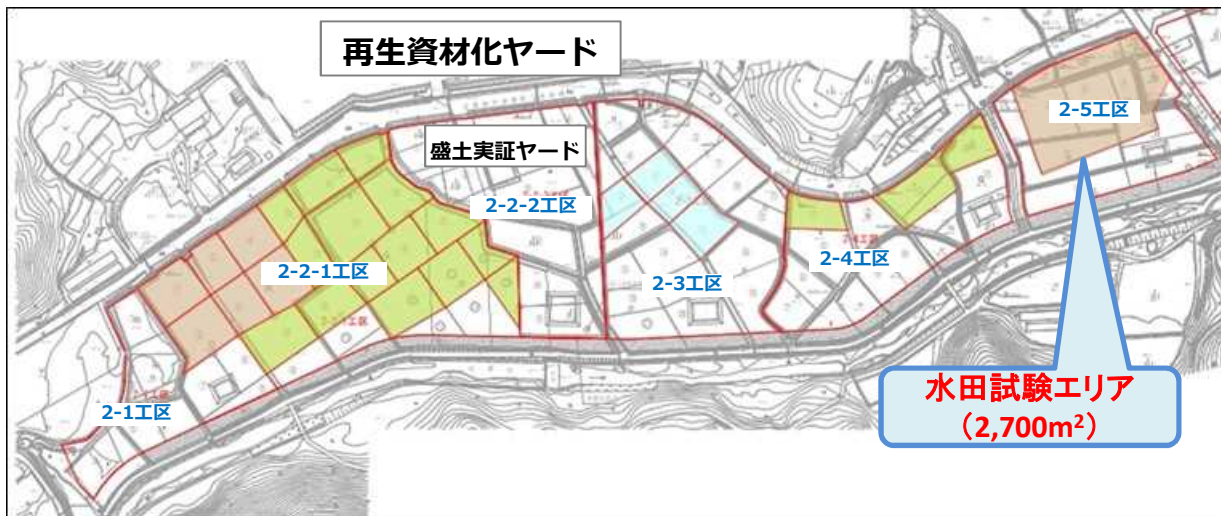 再生資材化ヤード
盛土実証ヤード
2-5工区
2-2-2工区
2-2-1工区
2-3工区
2-4工区
2-1工区
水田試験エリア
（2,700m²）